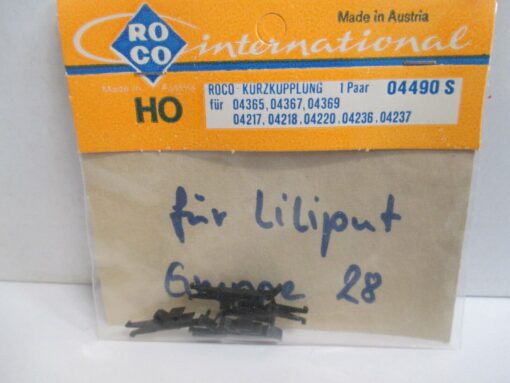 Made in Austria
ROCO international
Made in Austria
HO
ROCO KURZKUPPLUNG 1 Paar 04490 S
für 04365, 04367, 04369
04217, 04218, 04220, 04236, 04237
für Liliput
Gruppe 28